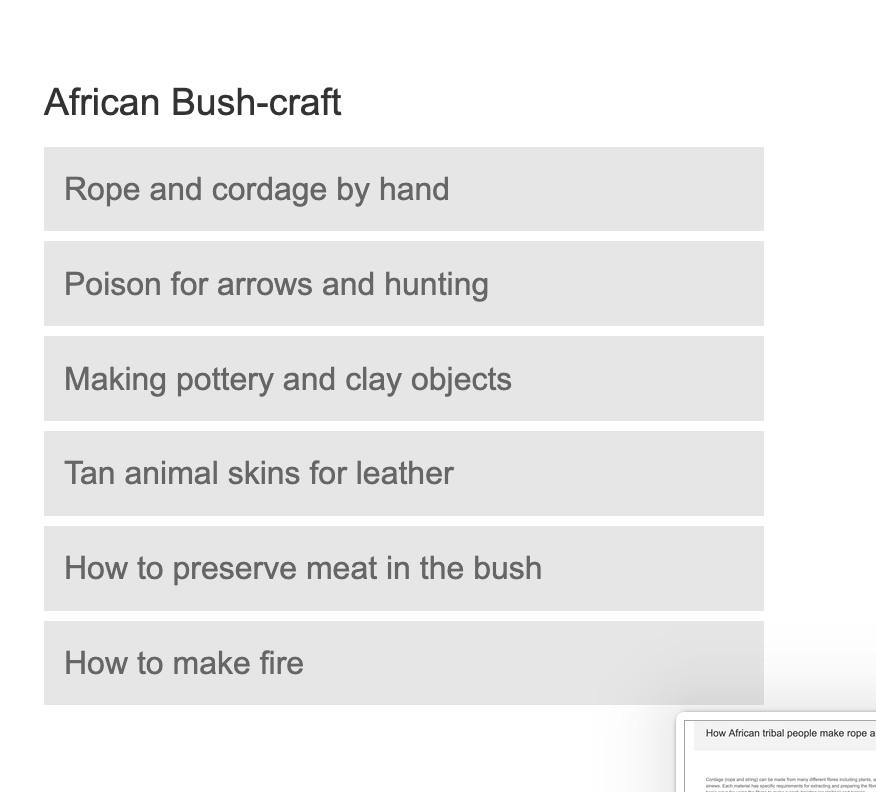 African Bush-craft
Rope and cordage by hand
Poison for arrows and hunting
Making pottery and clay objects
Tan animal skins for leather
How to preserve meat in the bush
How to make fire
How African tribal people make rope a
Cordage (rope and string) can be made from many different fibres including plants, a
sinews. Each material has specific requirements for extracting and preparing the fibr